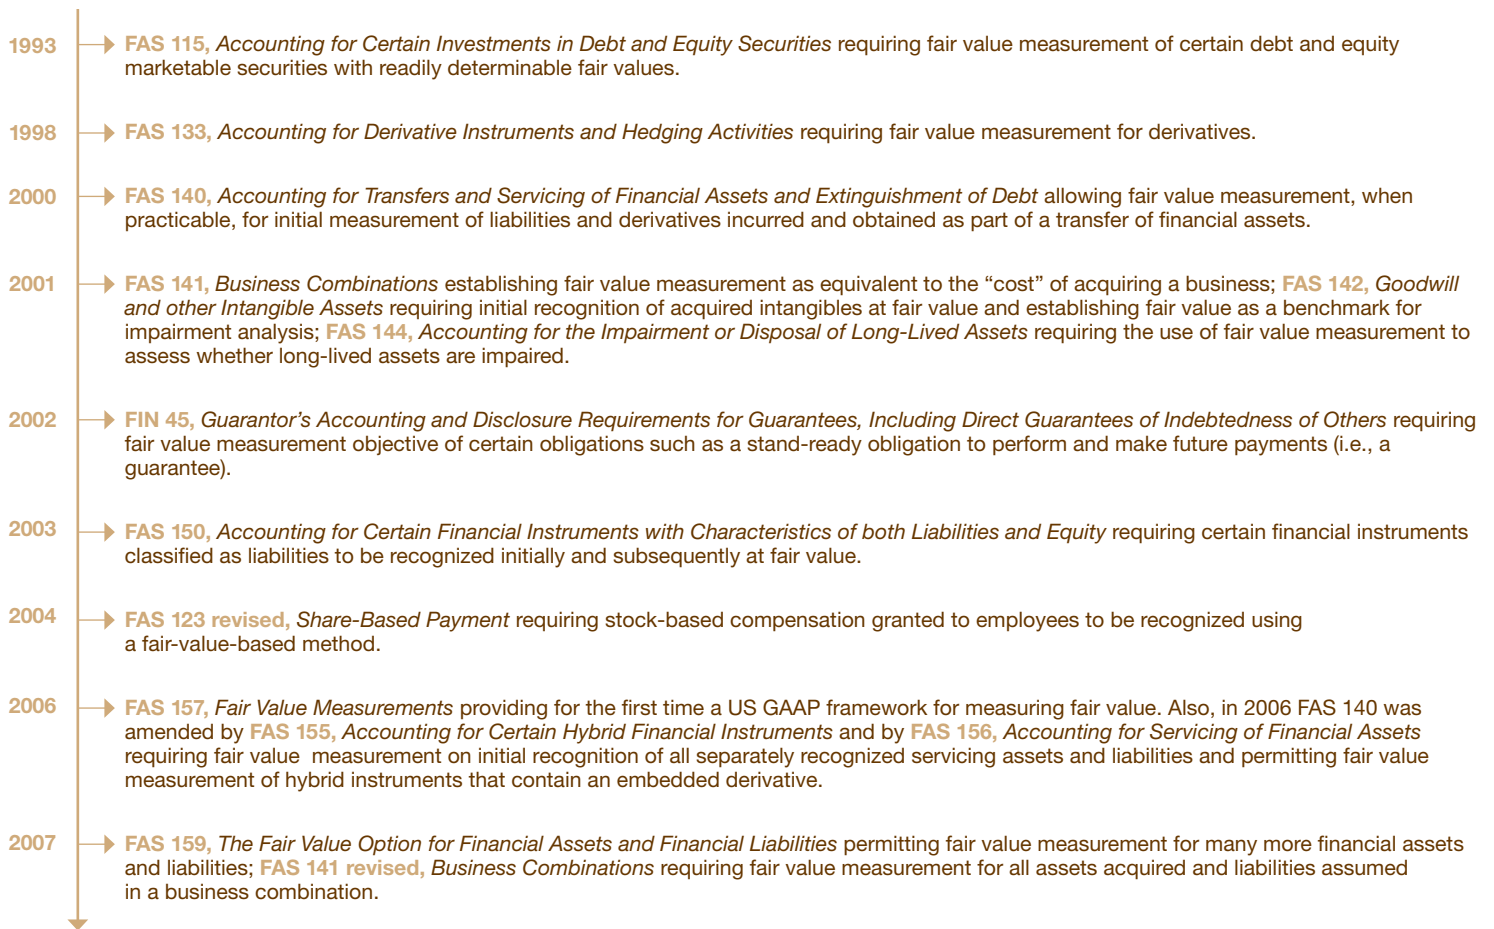 1993 FAS 115, Accounting for Certain Investments in Debt and Equity Securities requiring fair value measurement of certain debt and equity
marketable securities with readily determinable fair values.
1998 FAS 133, Accounting for Derivative Instruments and Hedging Activities requiring fair value measurement for derivatives.
2000 FAS 140, Accounting for Transfers and Servicing of Financial Assets and Extinguishment of Debt allowing fair value measurement, when
practicable, for initial measurement of liabilities and derivatives incurred and obtained as part of a transfer of financial assets.
2001 FAS 141, Business Combinations establishing fair value measurement as equivalent to the “cost” of acquiring a business; FAS 142, Goodwill
and other Intangible Assets requiring initial recognition of acquired intangibles at fair value and establishing fair value as a benchmark for
impairment analysis; FAS 144, Accounting for the Impairment or Disposal of Long-Lived Assets requiring the use of fair value measurement to
assess whether long-lived assets are impaired.
2002 FIN 45, Guarantor’s Accounting and Disclosure Requirements for Guarantees, Including Direct Guarantees of Indebtedness of Others requiring
fair value measurement objective of certain obligations such as a stand-ready obligation to perform and make future payments (i.e., a
guarantee).
2003 FAS 150, Accounting for Certain Financial Instruments with Characteristics of both Liabilities and Equity requiring certain financial instruments
classified as liabilities to be recognized initially and subsequently at fair value.
2004 FAS 123 revised, Share-Based Payment requiring stock-based compensation granted to employees to be recognized using
a fair-value-based method.
2006 FAS 157, Fair Value Measurements providing for the first time a US GAAP framework for measuring fair value. Also, in 2006 FAS 140 was
amended by FAS 155, Accounting for Certain Hybrid Financial Instruments and by FAS 156, Accounting for Servicing of Financial Assets
requiring fair value measurement on initial recognition of all separately recognized servicing assets and liabilities and permitting fair value
measurement of hybrid instruments that contain an embedded derivative.
2007 FAS 159, The Fair Value Option for Financial Assets and Financial Liabilities permitting fair value measurement for many more financial assets
and liabilities; FAS 141 revised, Business Combinations requiring fair value measurement for all assets acquired and liabilities assumed
in a business combination.